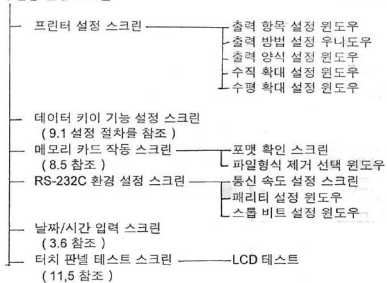 프린터 설정 스크린
출력 항목 설정 윈도우
출력 방법 설정 우니도우
출력 양식 설정 윈도우
수직 확대 설정 윈도우
수평 확대 설정 윈도우
데이터 키이 기능 설정 스크린
( 9.1 설정 절차를 참조 )
메모리 카드 작동 스크린
포맷 확인 스크린
( 8.5 참조 )
파일형식 제거 선택 윈도우
RS-232C 환경 설정 스크린
통신 속도 설정 스크린
패리티 설정 윈도우
스톱 비트 설정 윈도우
날짜/시간 입력 스크린
( 3.6 참조 )
터치 판넬 테스트 스크린
LCD 테스트
( 11,5 참조 )